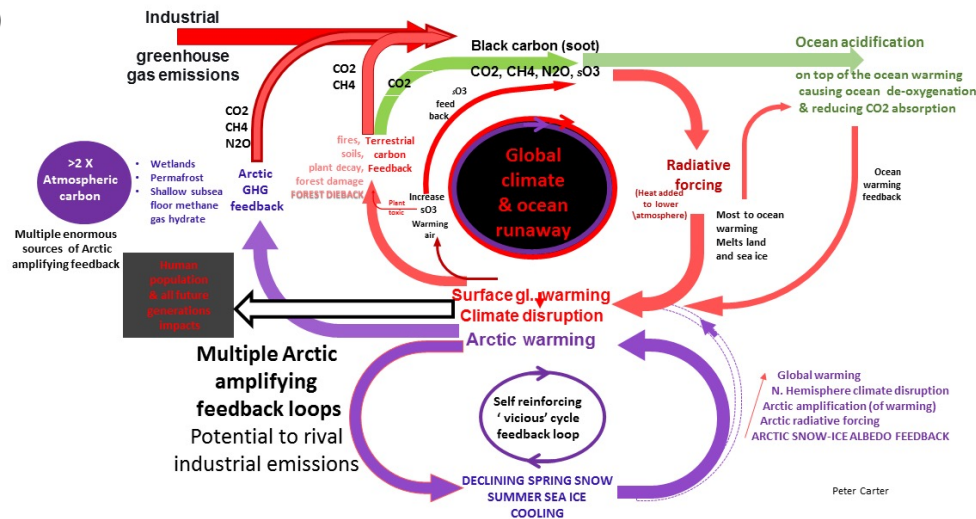 Industrial
greenhouse
gas emissions
CO2
CH4
N2O
CO2
CH4
CO2
Black carbon (soot)
CO2, CH4, N2O, sO3
sO3
feed
back
Ocean acidification
on top of the ocean warming
causing ocean de-oxygenation
& reducing CO2 absorption
>2 X
Atmospheric
carbon
• Wetlands
• Permafrost
• Shallow subsea
floor methane
gas hydrate
Multiple enormous
sources of Arctic
amplifying feedback
Arctic
GHG
feedback
fires,
soils,
plant decay,
forest damage
FOREST DIEBACK
Terrestrial
carbon
Feedback
Plant
toxic
Increase
sO3
Warming
air
Global
climate
& ocean
runaway
Radiative
forcing
(Heat added
to lower
\atmosphere)
Most to ocean
warming
Melts land
and sea ice
Ocean
warming
feedback
Human
population
& all future
generations
impacts
Surface gl.. warming
Climate disruption
Arctic warming
Multiple Arctic
amplifying
feedback loops
Potential to rival
industrial emissions
Self reinforcing
‘ vicious’ cycle
feedback loop
DECLINING SPRING SNOW
SUMMER SEA ICE
COOLING
Global warming
N. Hemisphere climate disruption
Arctic amplification (of warming)
Arctic radiative forcing
ARCTIC SNOW-ICE ALBEDO FEEDBACK
Peter Carter